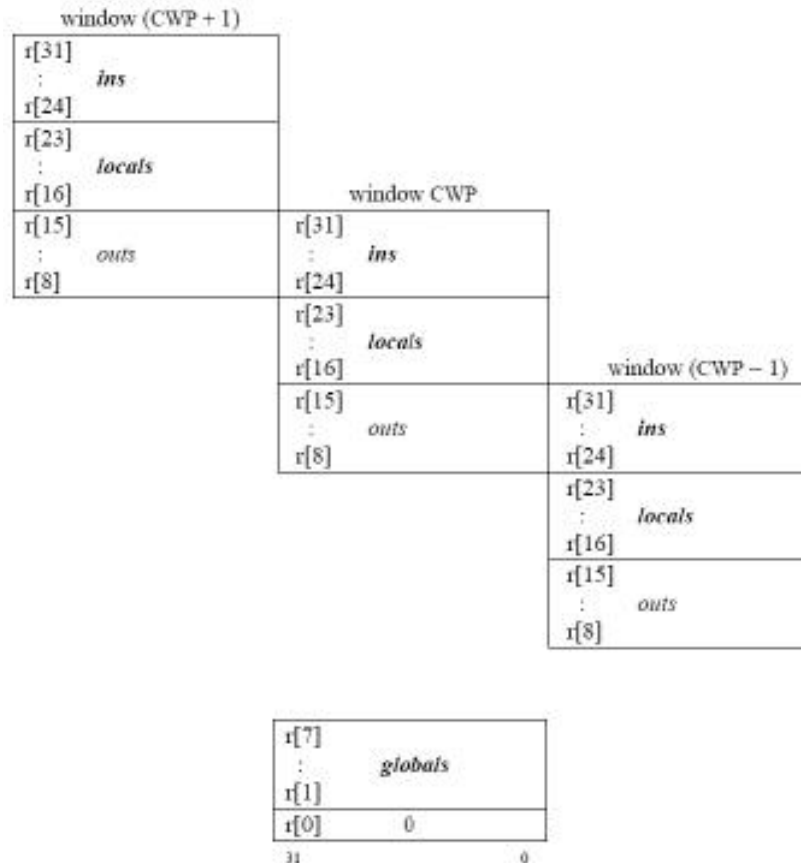 window (CWP + 1)
r[31]
: ins
r[24]
r[23]
: locals
r[16]
r[15]
: outs
r[8]
window CWP
r[31]
: ins
r[24]
r[23]
: locals
r[16]
r[15]
: outs
r[8]
window (CWP – 1)
r[31]
: ins
r[24]
r[23]
: locals
r[16]
r[15]
: outs
r[8]
r[7]
: globals
r[1]
r[0] 0
31 0